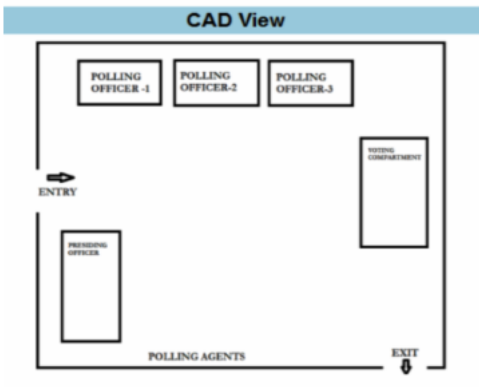 CAD View
POLLING
OFFICER -1
POLLING
OFFICER-2
POLLING
OFFICER-3
VOTING
COMPARTMENT
ENTRY
PRESIDING
OFFICER
POLLING AGENTS
EXIT